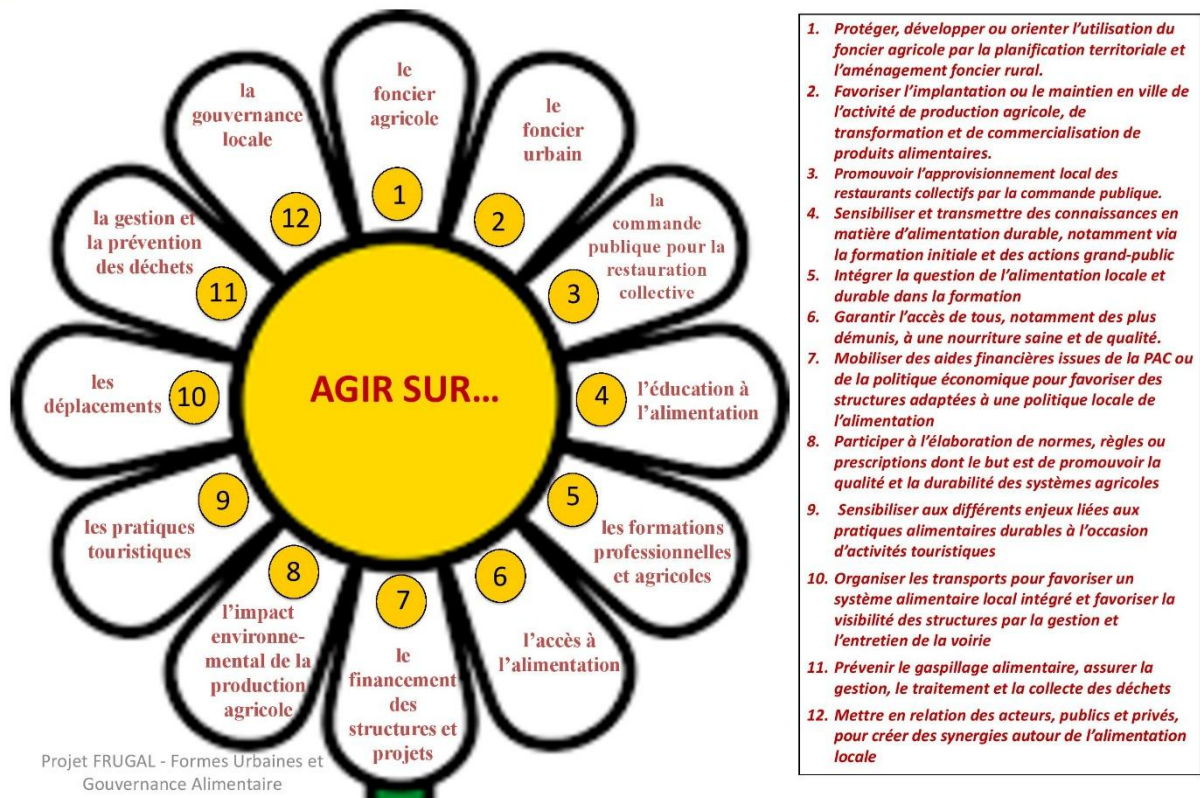 AGIR SUR...
1
le
foncier
agricole
2
le
foncier
urbain
3
la
commande
publique pour la
restauration
collective
4
l'éducation à
l'alimentation
5
les formations
professionnelles
et agricoles
6
l'accès à
l'alimentation
7
le
financement
des
structures et
projets
8
l'impact
environne-
mental de la
production
agricole
9
les pratiques
touristiques
10
les
déplacements
11
la gestion et
la prévention
des déchets
12
la
gouvernance
locale
Projet FRUGAL - Formes Urbaines et
Gouvernance Alimentaire
1. Protéger, développer ou orienter l'utilisation du
foncier agricole par la planification territoriale et
l'aménagement foncier rural.
2. Favoriser l'implantation ou le maintien en ville de
l'activité de production agricole, de
transformation et de commercialisation de
produits alimentaires.
3. Promouvoir l'approvisionnement local des
restaurants collectifs par la commande publique.
4. Sensibiliser et transmettre des connaissances en
matière d'alimentation durable, notamment via
la formation initiale et des actions grand-public
5. Intégrer la question de l'alimentation locale et
durable dans la formation
6. Garantir l'accès de tous, notamment des plus
démunis, à une nourriture saine et de qualité.
7. Mobiliser des aides financières issues de la PAC ou
de la politique économique pour favoriser des
structures adaptées à une politique locale de
l'alimentation
8. Participer à l'élaboration de normes, règles ou
prescriptions dont le but est de promouvoir la
qualité et la durabilité des systèmes agricoles
9. Sensibiliser aux différents enjeux liées aux
pratiques alimentaires durables à l'occasion
d'activités touristiques
10. Organiser les transports pour favoriser un
système alimentaire local intégré et favoriser la
visibilité des structures par la gestion et
l'entretien de la voirie
11. Prévenir le gaspillage alimentaire, assurer la
gestion, le traitement et la collecte des déchets
12. Mettre en relation des acteurs, publics et privés,
pour créer des synergies autour de l'alimentation
locale